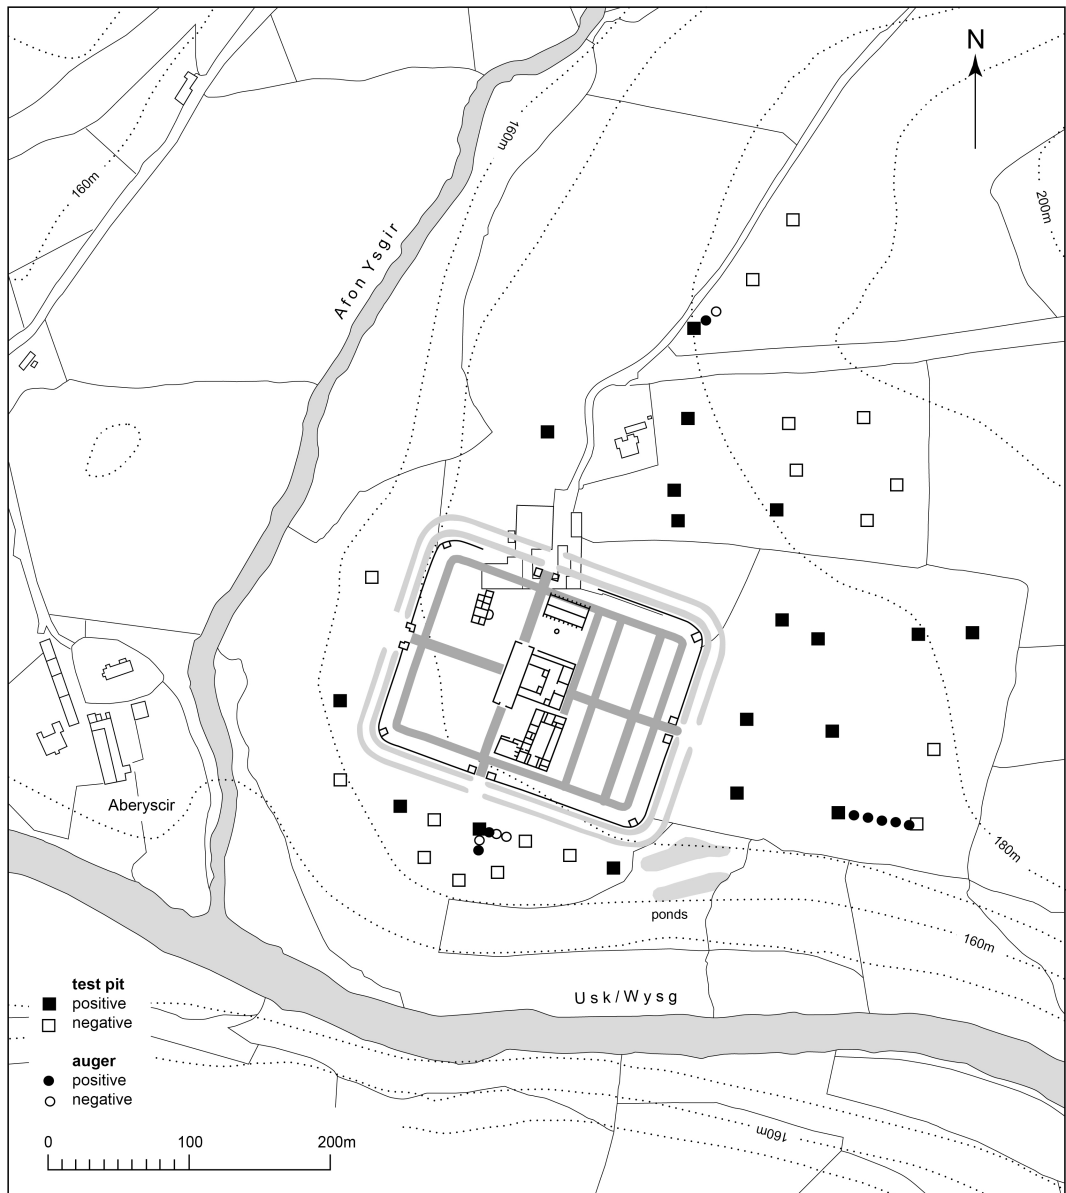 N
160m
200m
160m
Afon Ysgir
Aberyscir
180m
ponds
160m
Usk/Wysg
test pit
positive
negative
auger
positive
negative
160m
0 100 200m